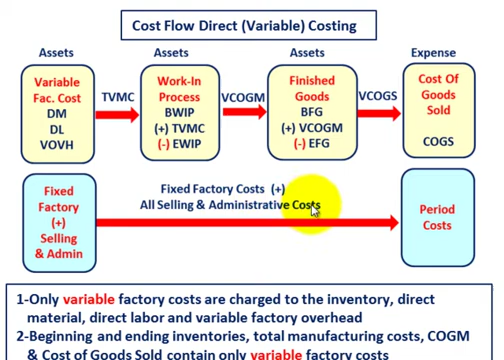 Cost Flow Direct (Variable) Costing
Assets
Assets
Assets
Expense
Variable
Fac. Cost
DM
DL
VOVH
TVMC
Work-In
Process
BWIP
(+) TVMC
(-) EWIP
VCOGM
Finished
Goods
BFG
(+) VCOGM
(-) EFG
VCOGS
Cost Of
Goods
Sold
COGS
Fixed
Factory
(+)
Selling
& Admin
Fixed Factory Costs (+)
All Selling & Administrative Costs
Period
Costs
1-Only variable factory costs are charged to the inventory, direct
material, direct labor and variable factory overhead
2-Beginning and ending inventories, total manufacturing costs, COGM
& Cost of Goods Sold contain only variable factory costs